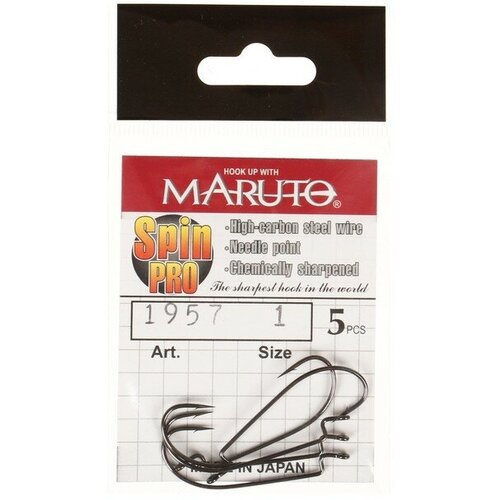 HOOK UP WITH
MARUTO®
Spin PRO
·High-carbon steel wire
·Needle point
·Chemically sharpened
The sharpest hook in the world
1957 1 5 PCS
Art. Size
IN JAPAN